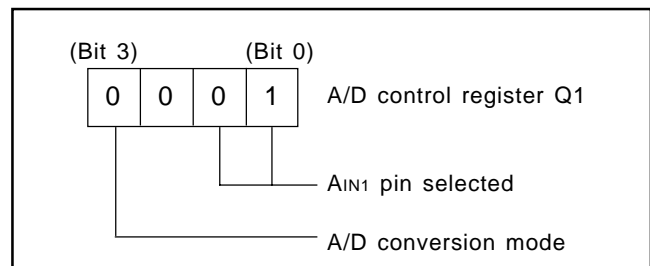 (Bit 3) (Bit 0)
0 0 0 1 A/D control register Q1
AIN1 pin selected
A/D conversion mode